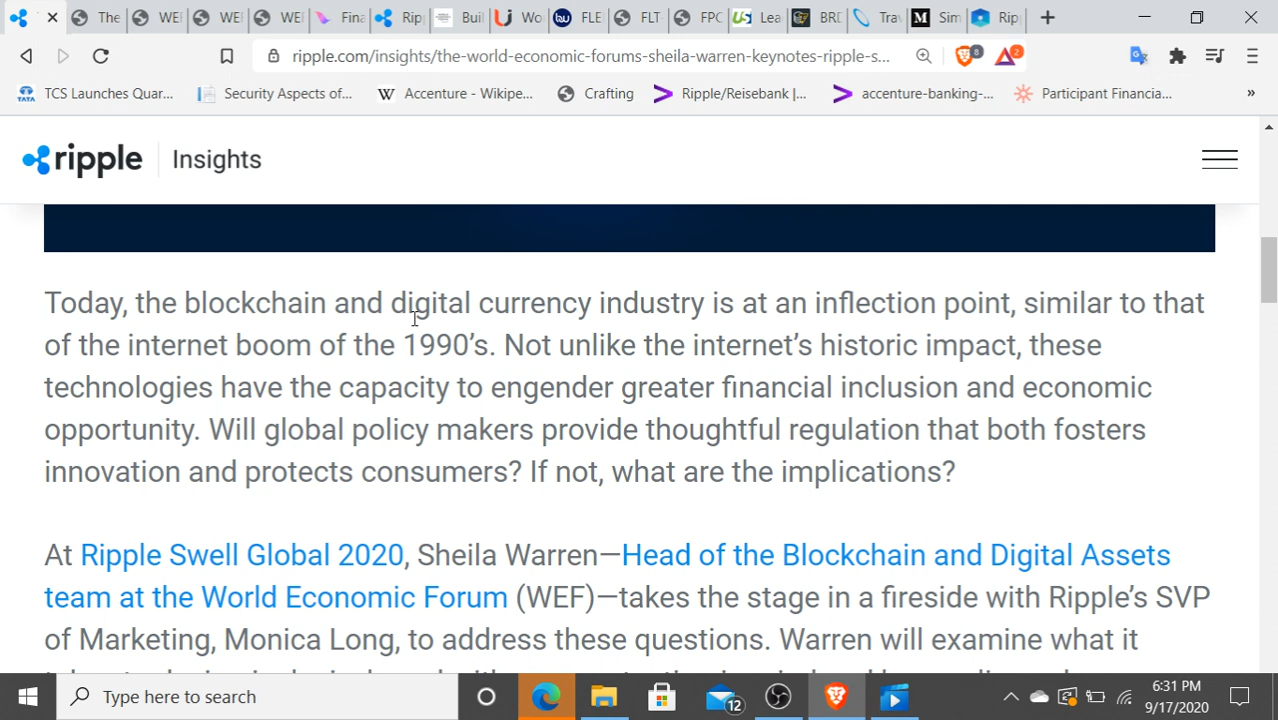 The
WEF
WEF
WEF
Fina
Ripp
Buil
Wo
FLE
FLT
FPC
Lea
BRD
Trav
Sim
Rip
ripple.com/insights/the-world-economic-forums-sheila-warren-keynotes-ripple-s...
8
2
TCS Launches Quar...
Security Aspects of...
Accenture - Wikipe...
Crafting
Ripple/Reisebank |...
accenture-banking-...
Participant Financia...
»
TATA
ripple Insights
Today, the blockchain and digital currency industry is at an inflection point, similar to that
of the internet boom of the 1990's. Not unlike the internet's historic impact, these
technologies have the capacity to engender greater financial inclusion and economic
opportunity. Will global policy makers provide thoughtful regulation that both fosters
innovation and protects consumers? If not, what are the implications?
At Ripple Swell Global 2020, Sheila Warren—Head of the Blockchain and Digital Assets
team at the World Economic Forum (WEF)—takes the stage in a fireside with Ripple's SVP
of Marketing, Monica Long, to address these questions. Warren will examine what it
Type here to search
12
6:31 PM
9/17/2020